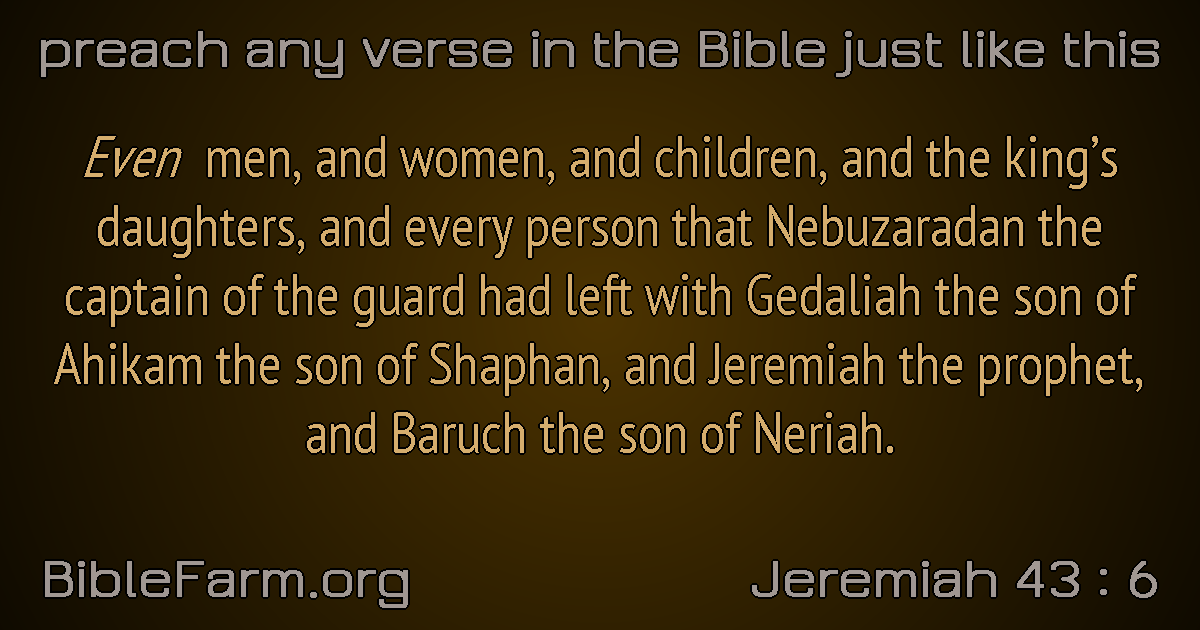 preach any verse in the Bible just like this
Even men, and women, and children, and the king’s
daughters, and every person that Nebuzaradan the
captain of the guard had left with Gedaliah the son of
Ahikam the son of Shaphan, and Jeremiah the prophet,
and Baruch the son of Neriah.
BibleFarm.org
Jeremiah 43 : 6